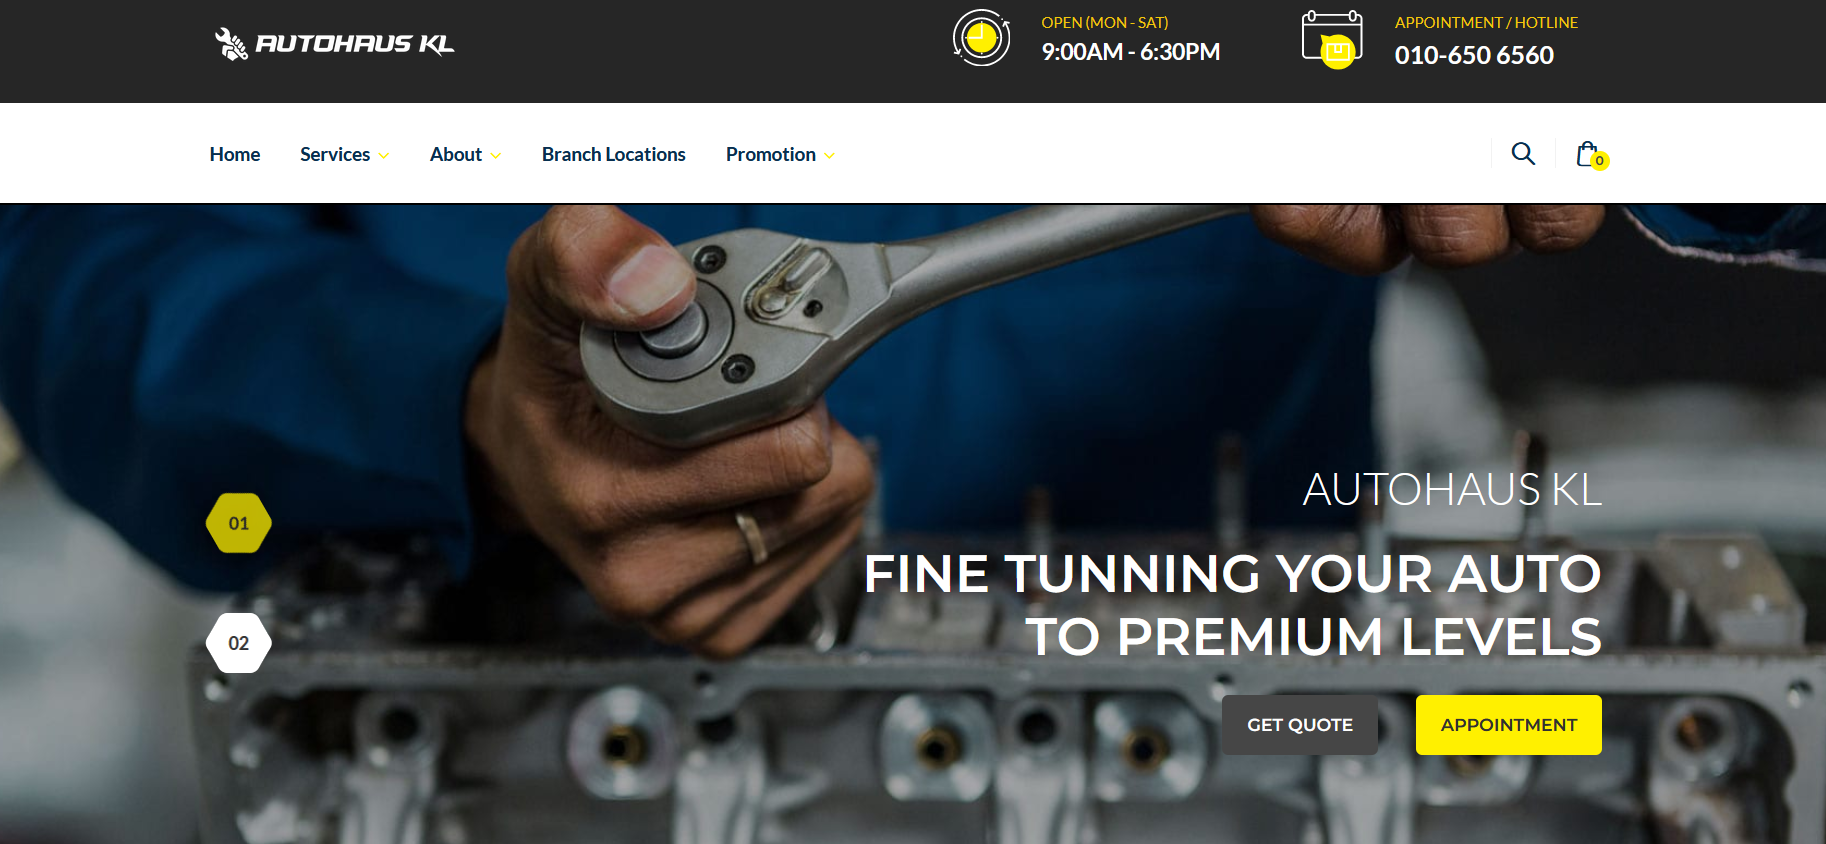 AUTOHAUS KL
OPEN (MON - SAT)
9:00AM - 6:30PM
APPOINTMENT / HOTLINE
010-650 6560
Home
Services
About
Branch Locations
Promotion
0
01
02
AUTOHAUS KL
FINE TUNNING YOUR AUTO
TO PREMIUM LEVELS
GET QUOTE
APPOINTMENT